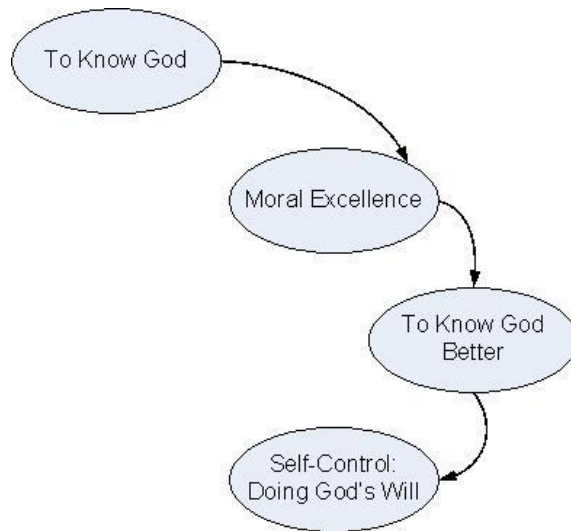 To Know God
Moral Excellence
To Know God
Better
Self-Control:
Doing God's Will